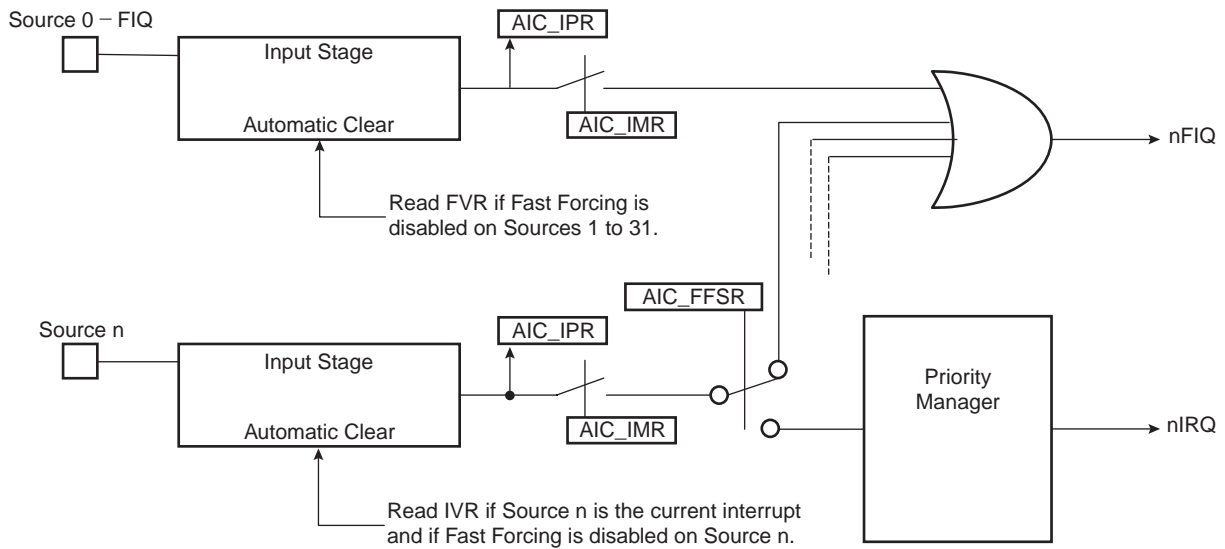 Source 0 – FIQ
AIC_IPR
Input Stage
Automatic Clear
AIC_IMR
nFIQ
Read FVR if Fast Forcing is
disabled on Sources 1 to 31.
AIC_FFSR
Source n
AIC_IPR
Input Stage
Priority
Manager
Automatic Clear
AIC_IMR
nIRQ
Read IVR if Source n is the current interrupt
and if Fast Forcing is disabled on Source n.